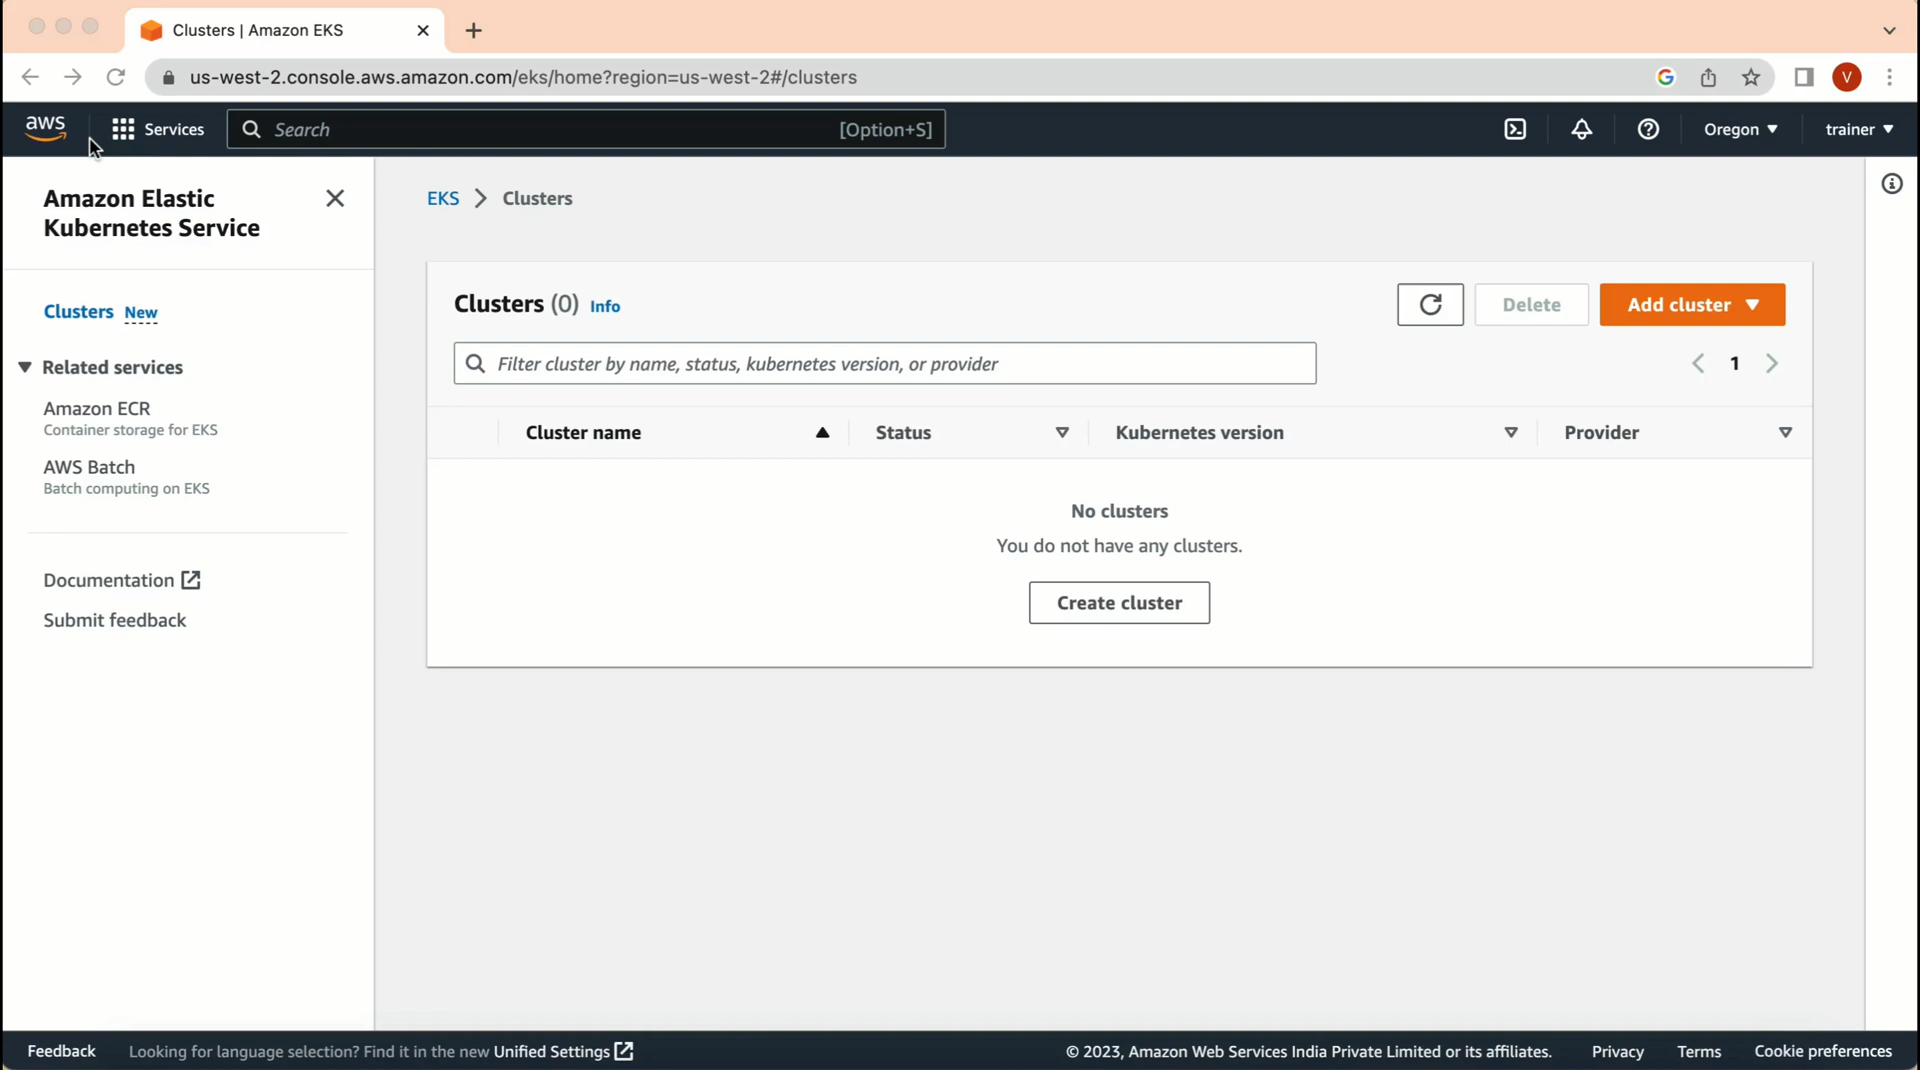 Clusters | Amazon EKS
us-west-2.console.aws.amazon.com/eks/home?region=us-west-2#/clusters
V
aws
Services
Search
[Option+S]
Oregon
trainer
Amazon Elastic
Kubernetes Service
EKS
Clusters
Clusters New
Related services
Amazon ECR
Container storage for EKS
AWS Batch
Batch computing on EKS
Documentation
Submit feedback
Clusters (0) Info
Delete
Add cluster
Filter cluster by name, status, kubernetes version, or provider
1
Cluster name
Status
Kubernetes version
Provider
No clusters
You do not have any clusters.
Create cluster
Feedback
Looking for language selection? Find it in the new Unified Settings
© 2023, Amazon Web Services India Private Limited or its affiliates.
Privacy
Terms
Cookie preferences